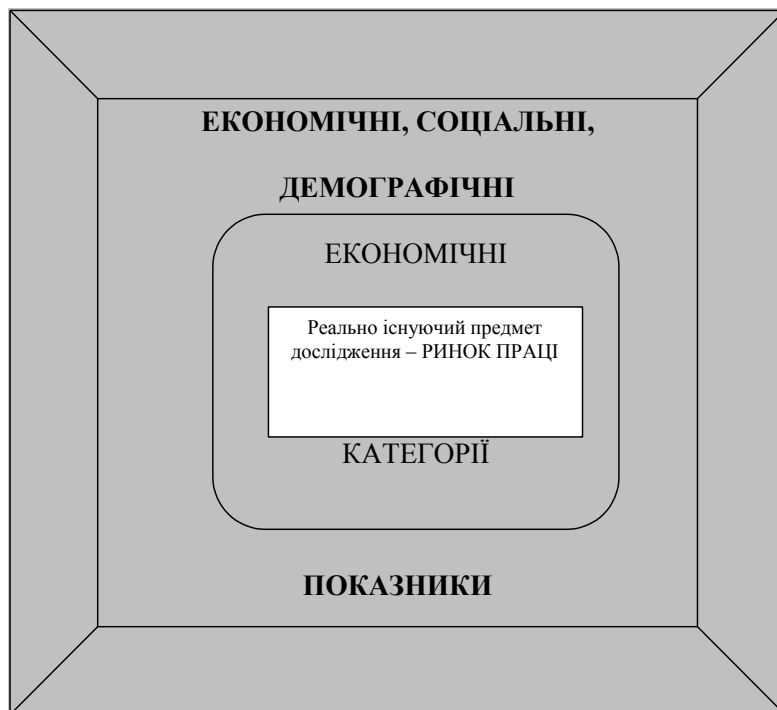 ЕКОНОМІЧНІ, СОЦІАЛЬНІ,
ДЕМОГРАФІЧНІ
ЕКОНОМІЧНІ
Реально існуючий предмет
дослідження – РИНОК ПРАЦІ
КАТЕГОРІЇ
ПОКАЗНИКИ